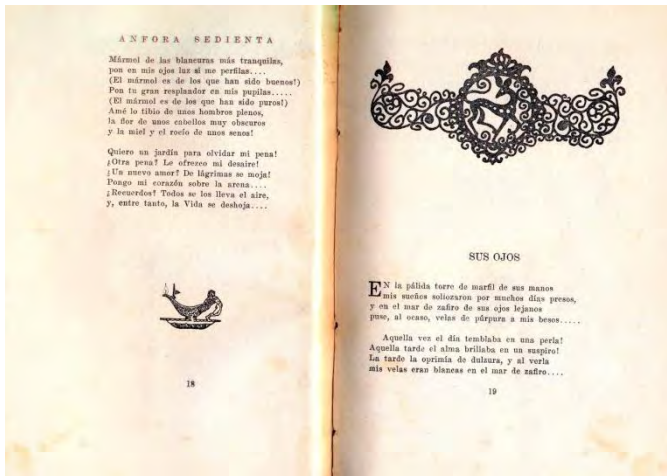 ANFORA SEDIENTA
Mármol de las blancuras más tranquilas,
pon en mis ojos luz si me perfilas....
(El mármol es de los que han sido buenos!)
Pon tu gran resplandor en mis pupilas.....
(El mármol es de los que han sido puros!)
Amé lo tibio de unos hombros plenos,
la flor de unos cabellos muy obscuros
y la miel y el rocío de unos senos!
Quiero un jardín para olvidar mi pena!
¿Otra pena? Le ofrezco mi desaire!
¿Un nuevo amor? De lágrimas se moja!
Pongo mi corazón sobre la arena....
¿Recuerdos? Todos se los lleva el aire,
y, entre tanto, la Vida se deshoja....
18
SUS OJOS
EN la pálida torre de marfil de sus manos
mis sueños sollozaron por muchos días presos,
y en el mar de zafiro de sus ojos lejanos
puse, al ocaso, velas de púrpura a mis besos.....
Aquella vez el día temblaba en una perla!
Aquella tarde el alma brillaba en un suspiro!
La tarde la oprimía de dulzura, y al verla
mis velas eran blancas en el mar de zafiro....
19